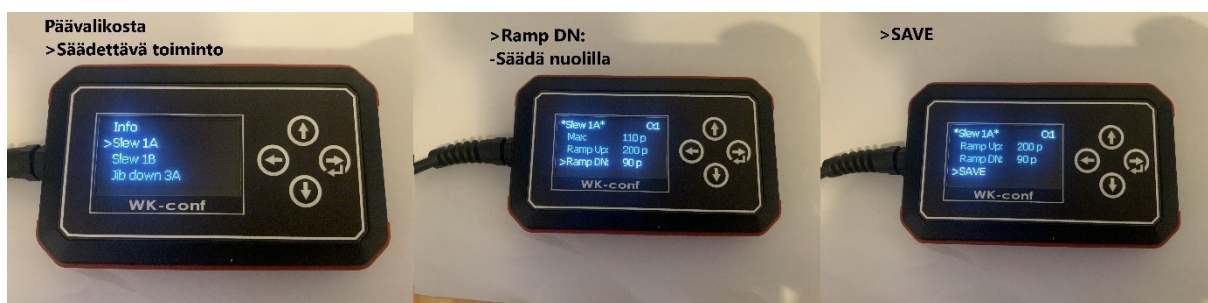 Päävalikosta
>Säädettävä toiminto
Info
>Slew 1A
Slew 1B
Jib down 3A
WK-conf
>Ramp DN:
-Säädä nuolilla
*Slew 1A* O:1
Max: 110 p
Ramp Up: 200 p
>Ramp DN: 90 p
WK-conf
>SAVE
*Slew 1A* O:1
Ramp Up: 200 p
Ramp DN: 90 p
>SAVE
WK-conf